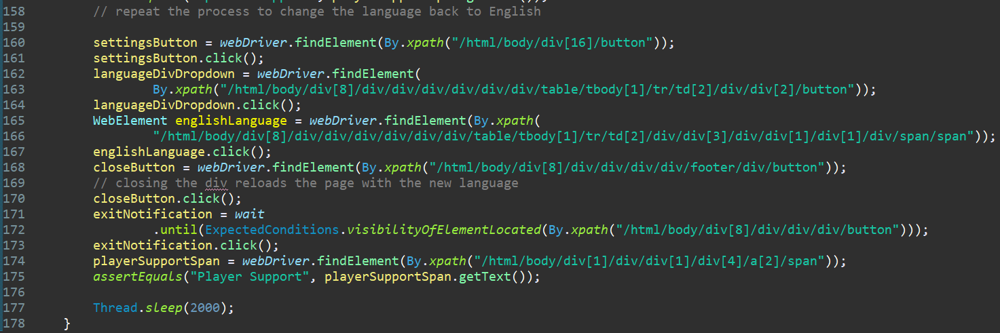 158 // repeat the process to change the language back to English
159
160 settingsButton = webDriver.findElement(By.xpath("/html/body/div[16]/button"));
161 settingsButton.click();
162 languageDivDropdown = webDriver.findElement(
163 By.xpath("/html/body/div[8]/div/div/div/div/div/div/table/tbody[1]/tr/td[2]/div/div[2]/button"));
164 languageDivDropdown.click();
165 WebElement englishLanguage = webDriver.findElement(By.xpath(
166 "/html/body/div[8]/div/div/div/div/div/div/table/tbody[1]/tr/td[2]/div/div[3]/div/div[1]/div[1]/div/span/span"));
167 englishLanguage.click();
168 closeButton = webDriver.findElement(By.xpath("/html/body/div[8]/div/div/div/div/footer/div/button"));
169 // closing the div reloads the page with the new language
170 closeButton.click();
171 exitNotification = wait
172 .until(ExpectedConditions.visibilityOfElementLocated(By.xpath("/html/body/div[8]/div/div/div/button")));
173 exitNotification.click();
174 playerSupportSpan = webDriver.findElement(By.xpath("/html/body/div[1]/div/div[1]/div[4]/a[2]/span"));
175 assertEquals("Player Support", playerSupportSpan.getText());
176
177 Thread.sleep(2000);
178 }